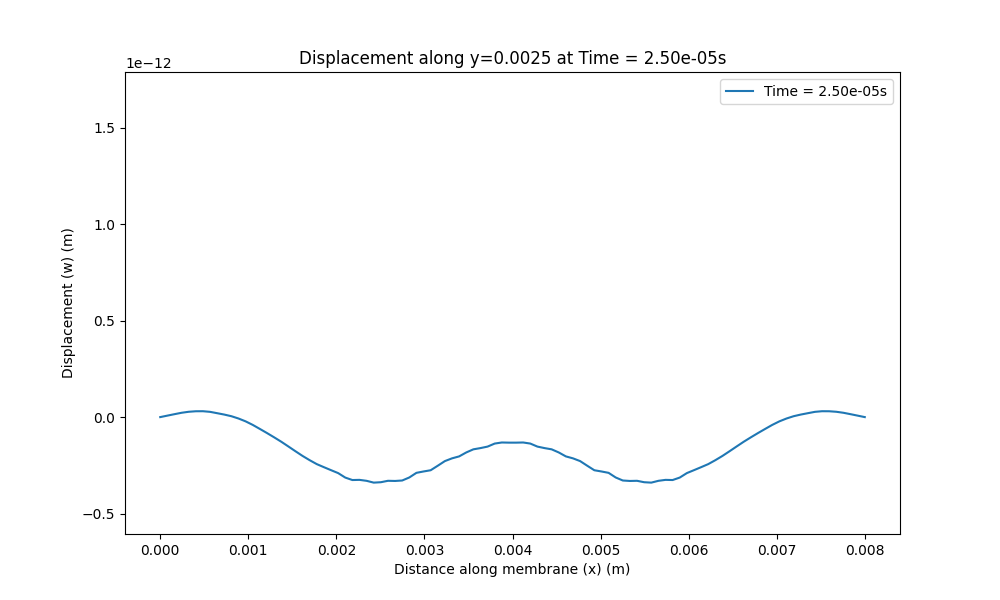 Displacement along y=0.0025 at Time = 2.50e-05s
1e−12
Time = 2.50e-05s
1.5
1.0
0.5
0.0
−0.5
Displacement (w) (m)
0.000 0.001 0.002 0.003 0.004 0.005 0.006 0.007 0.008
Distance along membrane (x) (m)